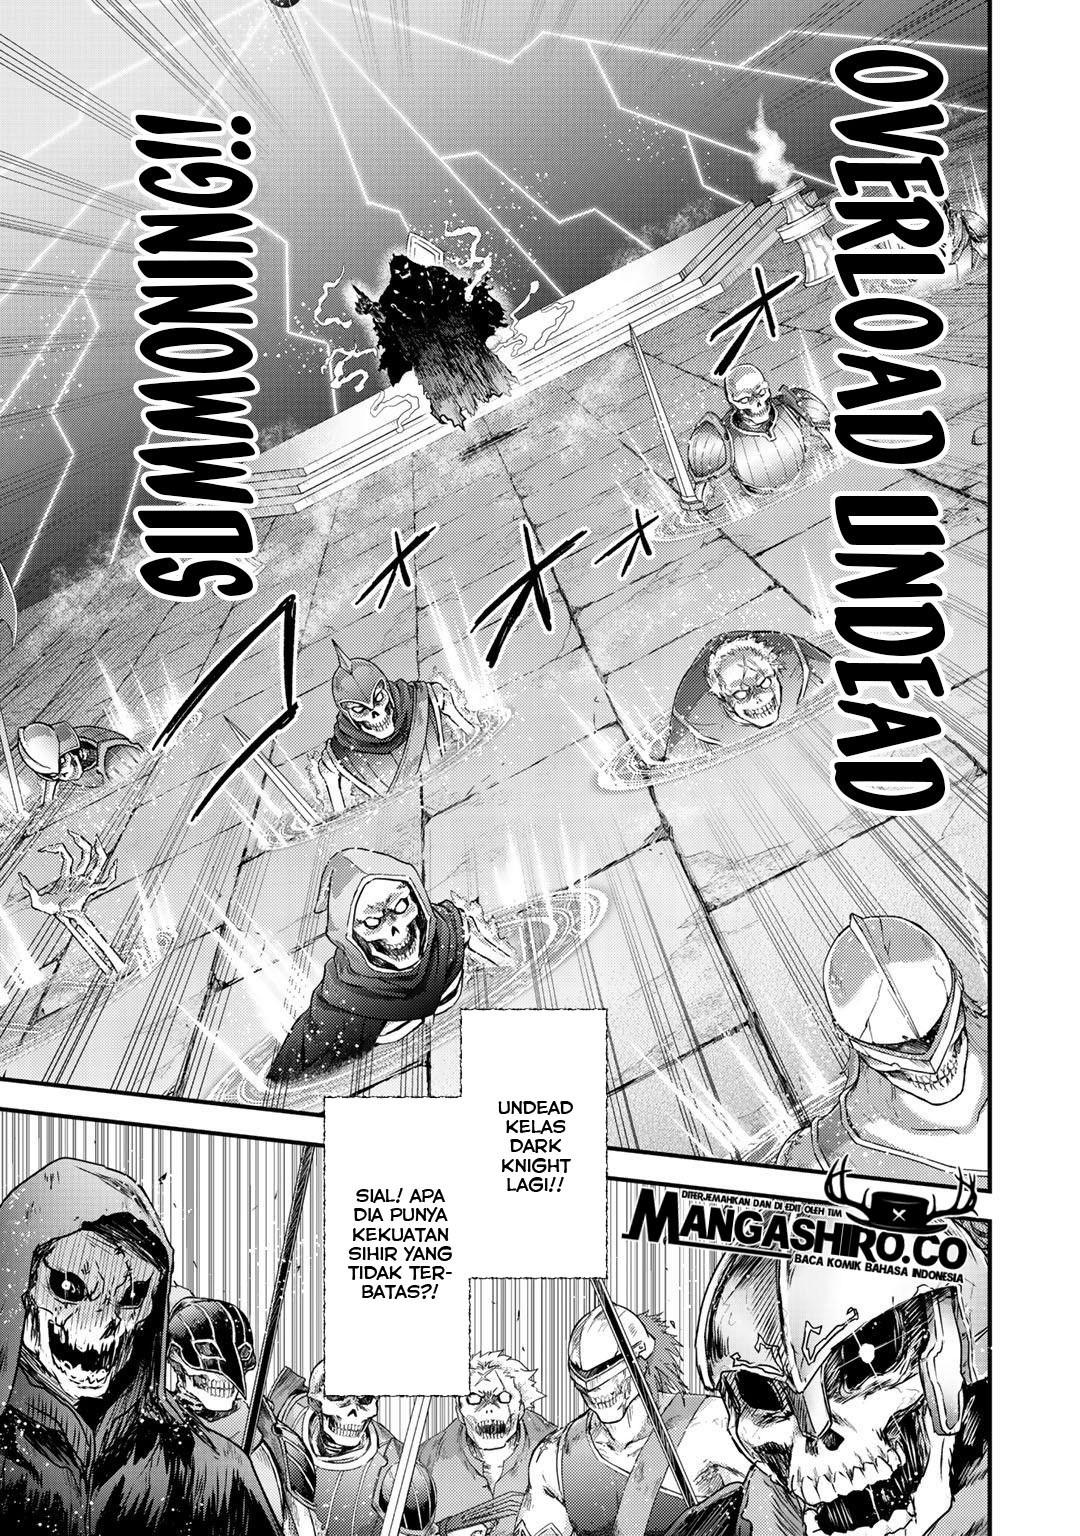 OVERLOAD UNDEAD
SUMMONING!!
UNDEAD
KELAS
DARK
KNIGHT
LAGI!!
SIAL! APA
DIA PUNYA
KEKUATAN
SIHIR YANG
TIDAK TER-
BATAS?!
DITERJEMAHKAN DAN DI EDIT OLEH TIM
MANGASHIRO.CO
BACA KOMIK BAHASA INDONESIA